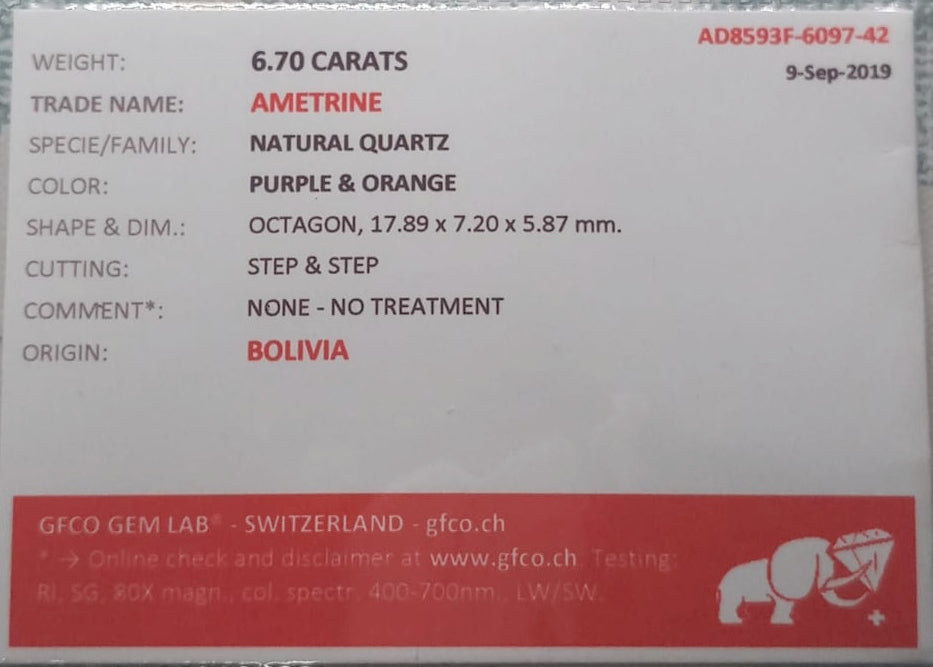 AD8593F-6097-42
9-Sep-2019
WEIGHT: 6.70 CARATS
TRADE NAME: AMETRINE
SPECIE/FAMILY: NATURAL QUARTZ
COLOR: PURPLE & ORANGE
SHAPE & DIM.: OCTAGON, 17.89 x 7.20 x 5.87 mm.
CUTTING: STEP & STEP
COMMENT*: NONE - NO TREATMENT
ORIGIN: BOLIVIA
GFCO GEM LAB® - SWITZERLAND - gfco.ch
* → Online check and disclaimer at www.gfco.ch. Testing:
RI, SG, 80X magn., col. spectr. 400-700nm., LW/SW.